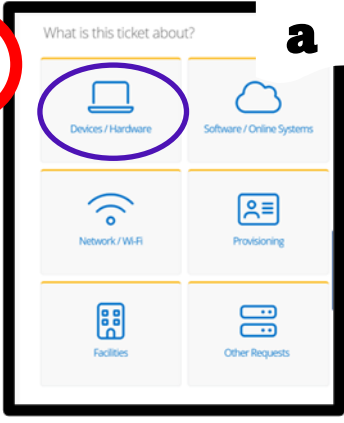 What is this ticket about?
a
Devices / Hardware
Software / Online Systems
Network / Wi-Fi
Provisioning
Facilities
Other Requests